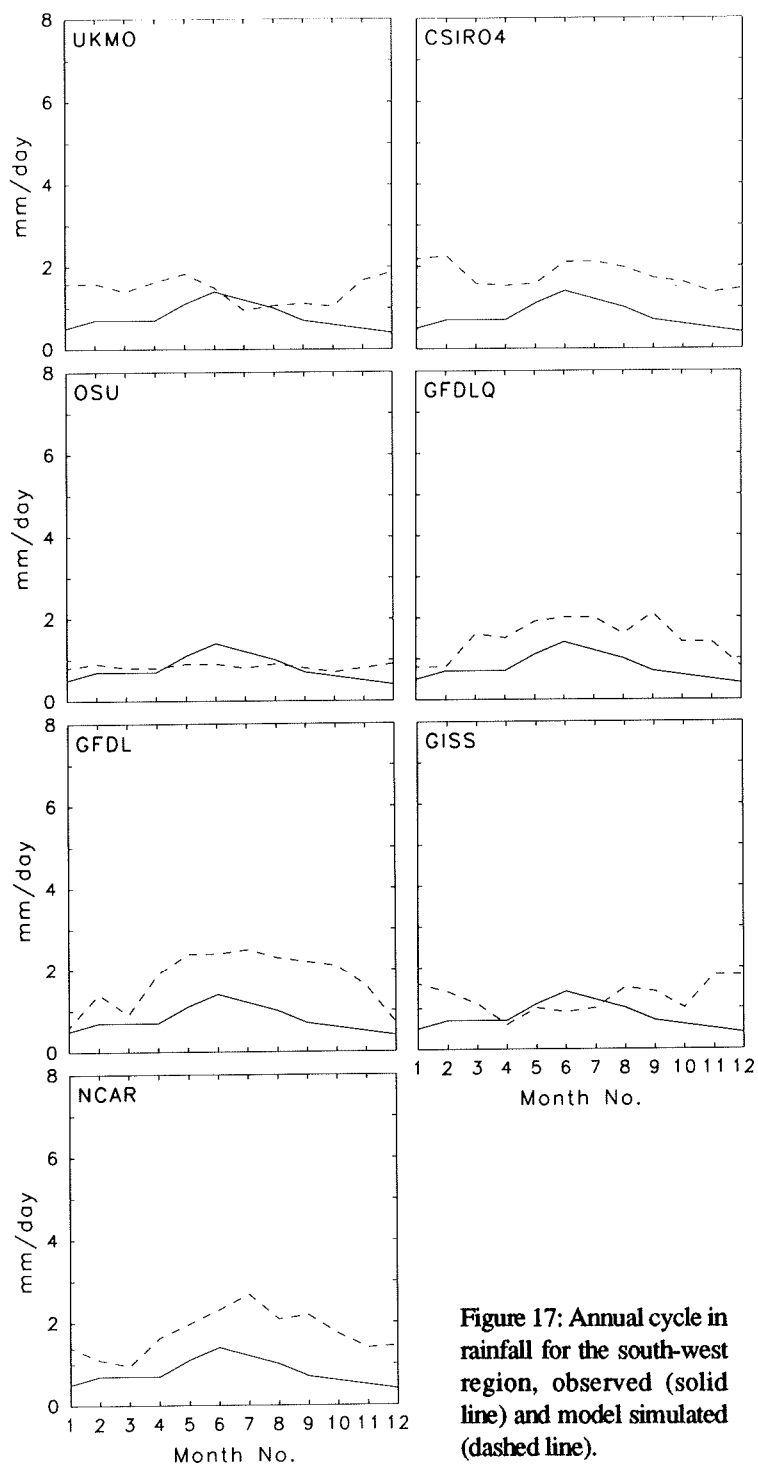 UKMO
8
6
4
2
0
mm/day
CSIRO4
OSU
8
6
4
2
0
mm/day
GFDLQ
GFDL
8
6
4
2
0
mm/day
GISS
1 2 3 4 5 6 7 8 9 10 11 12
Month No.
NCAR
8
6
4
2
0
mm/day
1 2 3 4 5 6 7 8 9 10 11 12
Month No.
Figure 17: Annual cycle in
rainfall for the south-west
region, observed (solid
line) and model simulated
(dashed line).